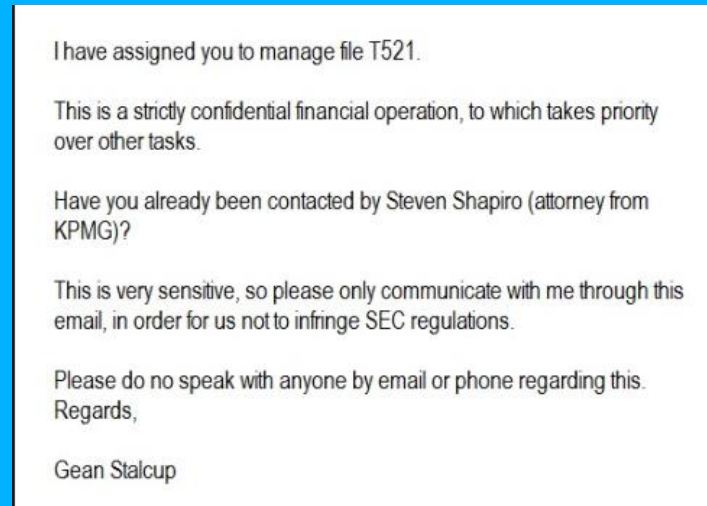 I have assigned you to manage file T521.
This is a strictly confidential financial operation, to which takes priority
over other tasks.
Have you already been contacted by Steven Shapiro (attorney from
KPMG)?
This is very sensitive, so please only communicate with me through this
email, in order for us not to infringe SEC regulations.
Please do no speak with anyone by email or phone regarding this.
Regards,
Gean Stalcup